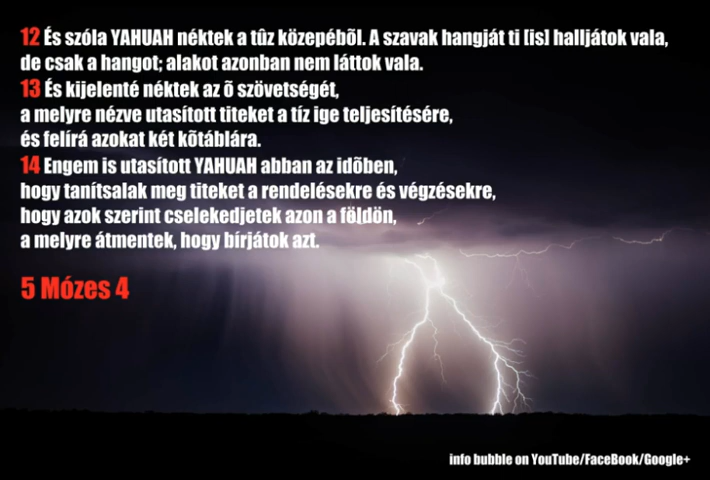 12 És szóla YAHUAH néktek a tûz közepébõl. A szavak hangját ti [is] halljátok vala,
de csak a hangot; alakot azonban nem láttok vala.
13 És kijelenté néktek az õ szövetségét,
a melyre nézve utasított titeket a tíz ige teljesítésére,
és felírá azokat két kõtáblára.
14 Engem is utasított YAHUAH abban az idõben,
hogy tanítsalak meg titeket a rendelésekre és végzésekre,
hogy azok szerint cselekedjetek azon a földön,
a melyre átmentek, hogy bírjátok azt.
5 Mózes 4
info bubble on YouTube/FaceBook/Google+